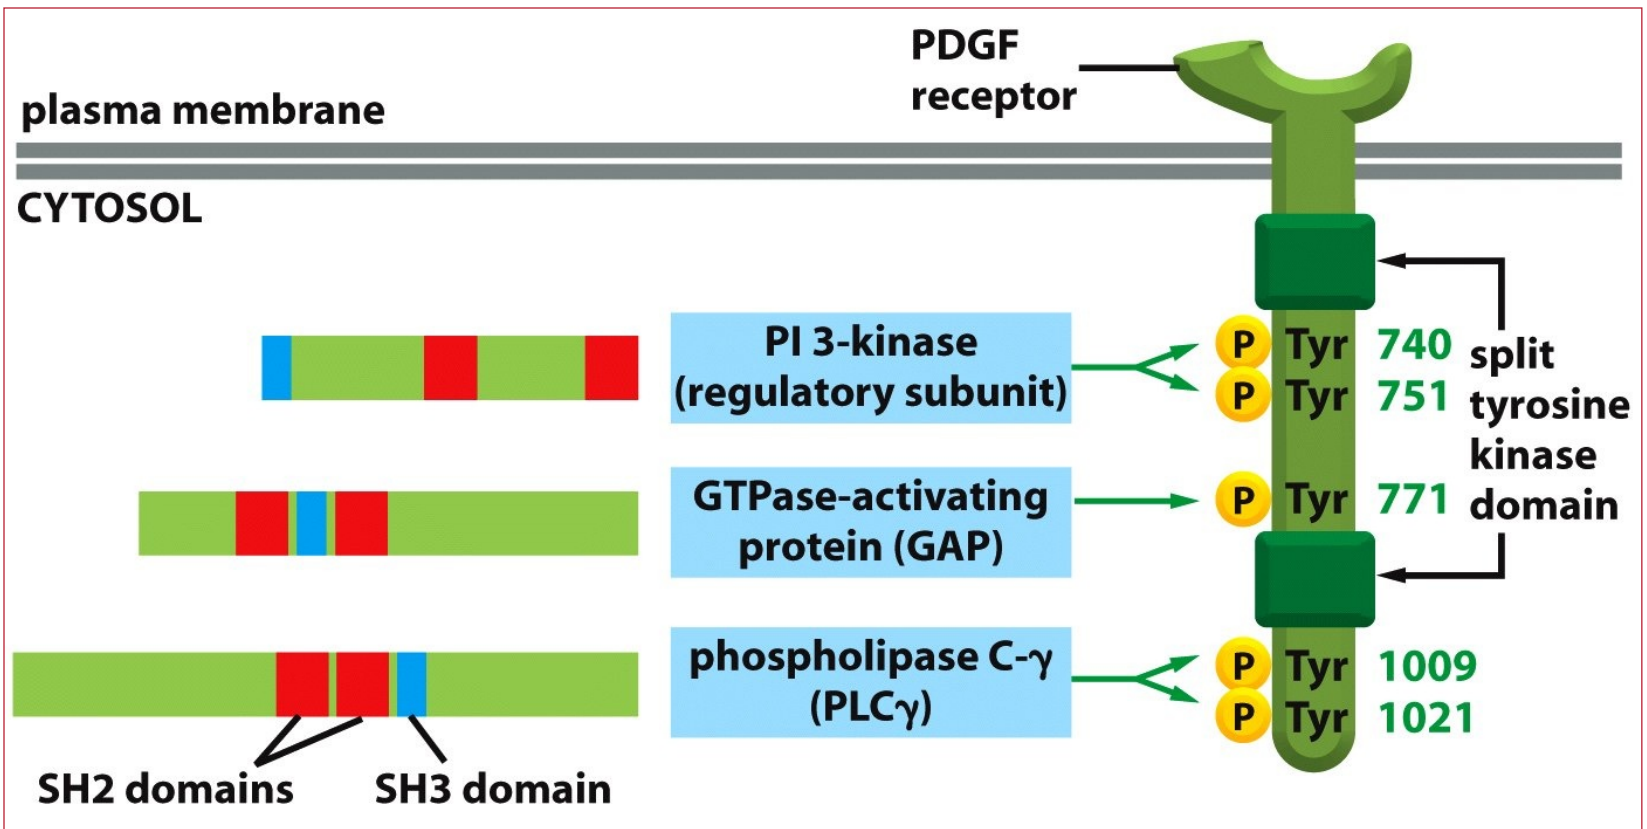 PDGF
receptor
plasma membrane
CYTOSOL
PI 3-kinase
(regulatory subunit)
P Tyr 740
P Tyr 751
split
tyrosine
kinase
domain
GTPase-activating
protein (GAP)
P Tyr 771
phospholipase C-γ
(PLCγ)
P Tyr 1009
P Tyr 1021
SH2 domains
SH3 domain